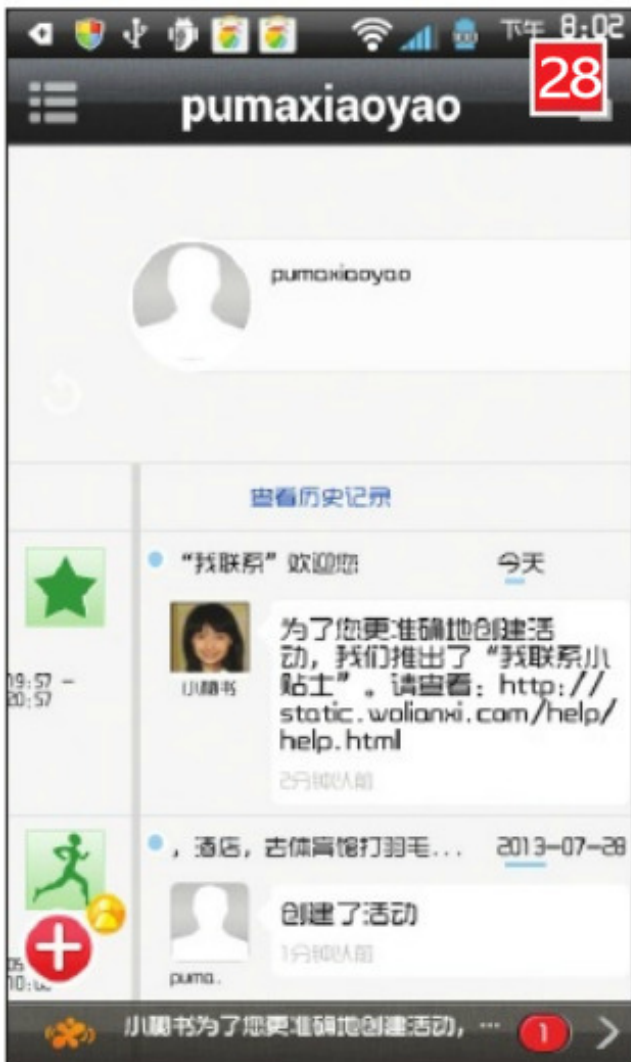 下午 8:02
28
pumaxiaoyao
pumaxiaoyao
查看历史记录
“我联系”欢迎您 今天
为了您更准确地创建活
动，我们推出了“我联系小
贴士”。请查看：http://
static.wolianxi.com/help/
help.html
小秘书
19:57 -
20:57
2分钟以前
，酒店，去体育馆打羽毛... 2013-07-28
创建了活动
1分钟以前
puma.
小秘书为了您更准确地创建活动，… 1